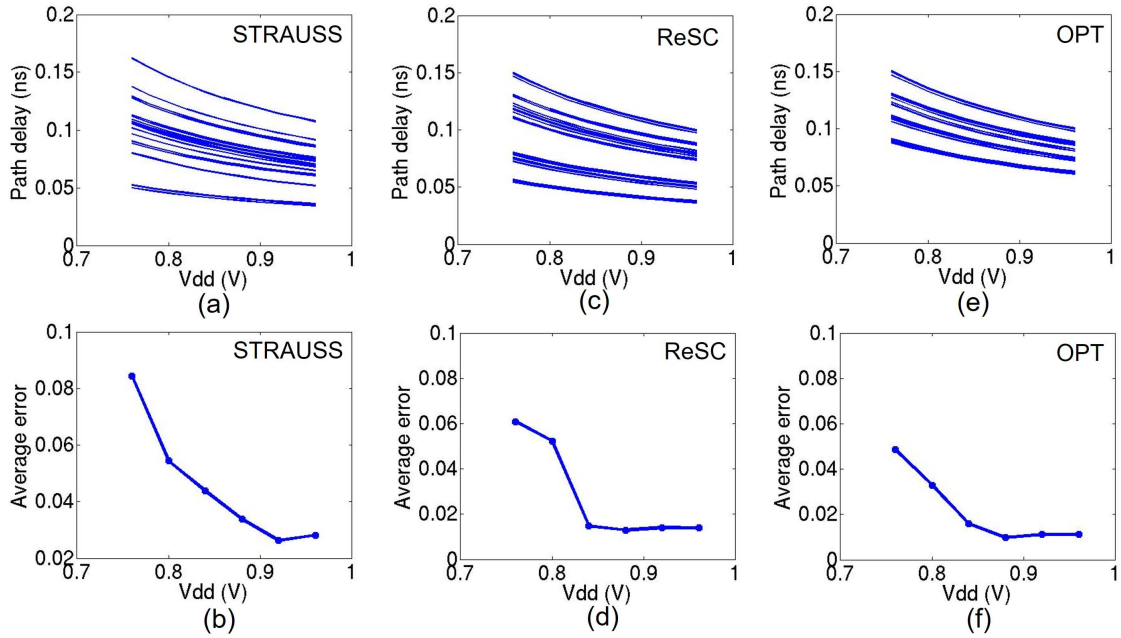 STRAUSS
Path delay (ns)
0.2
0.15
0.1
0.05
0
0.7
0.8
0.9
1
Vdd (V)
(a)
ReSC
Path delay (ns)
0.2
0.15
0.1
0.05
0
0.7
0.8
0.9
1
Vdd (V)
(c)
OPT
Path delay (ns)
0.2
0.15
0.1
0.05
0
0.7
0.8
0.9
1
Vdd (V)
(e)
STRAUSS
Average error
0.1
0.08
0.06
0.04
0.02
0.7
0.8
0.9
1
Vdd (V)
(b)
ReSC
Average error
0.1
0.08
0.06
0.04
0.02
0
0.7
0.8
0.9
1
Vdd (V)
(d)
OPT
Average error
0.1
0.08
0.06
0.04
0.02
0
0.7
0.8
0.9
1
Vdd (V)
(f)